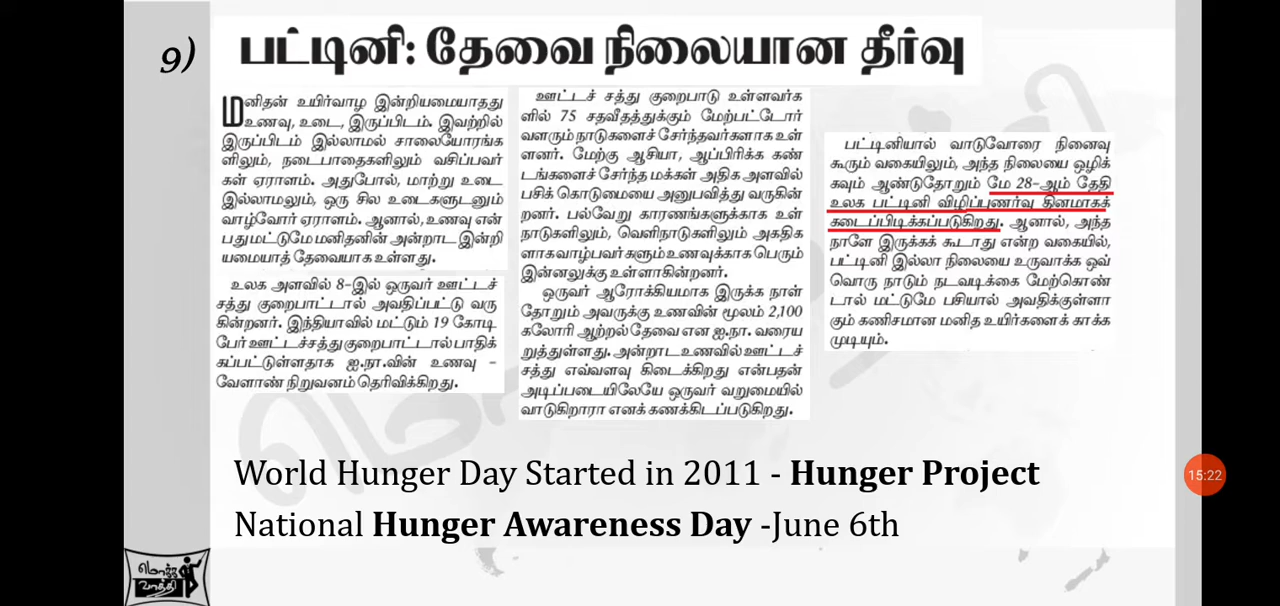 9)
பட்டினி: தேவை நிலையான தீர்வு
மனிதன் உயிர்வாழ இன்றியமையாதது
உணவு, உடை, இருப்பிடம். இவற்றில்
இருப்பிடம் இல்லாமல் சாலையோரங்க
ளிலும், நடைபாதைகளிலும் வசிப்பவர்
கள் ஏராளம். அதுபோல், மாற்று உடை
இல்லாமலும், ஒரு சில உடைகளுடனும்
வாழ்வோர் ஏராளம். ஆனால், உணவு என்
பது மட்டுமே மனிதனின் அன்றாட இன்றி
யமையாத் தேவையாக உள்ளது.
உலக அளவில் 8-இல் ஒருவர் ஊட்டச்
சத்து குறைபாட்டால் அவதிப்பட்டு வரு
கின்றனர். இந்தியாவில் மட்டும் 19 கோடி
பேர் ஊட்டச்சத்து குறைபாட்டால் பாதிக்
கப்பட்டுள்ளதாக ஐ.நா.வின் உணவு -
வேளாண் நிறுவனம் தெரிவிக்கிறது.
ஊட்டச் சத்து குறைபாடு உள்ளவர்க
ளில் 75 சதவீதத்துக்கும் மேற்பட்டோர்
வளரும் நாடுகளைச் சேர்ந்தவர்களாக உள்
ளனர். மேற்கு ஆசியா, ஆப்பிரிக்க கண்
டங்களைச் சேர்ந்த மக்கள் அதிக அளவில்
பசிக் கொடுமையை அனுபவித்து வருகின்
றனர். பல்வேறு காரணங்களுக்காக உள்
நாடுகளிலும், வெளிநாடுகளிலும் அகதிக
ளாக வாழ்பவர்களும் உணவுக்காக பெரும்
இன்னலுக்கு உள்ளாகின்றனர்.
ஒருவர் ஆரோக்கியமாக இருக்க நாள்
தோறும் அவருக்கு உணவின் மூலம் 2,100
கலோரி ஆற்றல் தேவை என ஐ.நா. வரைய
றுத்துள்ளது. அன்றாட உணவில் ஊட்டச்
சத்து எவ்வளவு கிடைக்கிறது என்பதன்
அடிப்படையிலேயே ஒருவர் வறுமையில்
வாடுகிறாரா எனக் கணக்கிடப்படுகிறது.
பட்டினியால் வாடுவோரை நினைவு
கூரும் வகையிலும், அந்த நிலையை ஒழிக்
கவும் ஆண்டுதோறும் மே 28-ஆம் தேதி
உலக பட்டினி விழிப்புணர்வு தினமாகக்
கடைப்பிடிக்கப்படுகிறது. ஆனால், அந்த
நாளே இருக்கக் கூடாது என்ற வகையில்,
பட்டினி இல்லா நிலையை உருவாக்க ஒவ்
வொரு நாடும் நடவடிக்கை மேற்கொண்
டால் மட்டுமே பசியால் அவதிக்குள்ளா
கும் கணிசமான மனித உயிர்களைக் காக்க
முடியும்.
World Hunger Day Started in 2011 - Hunger Project
National Hunger Awareness Day -June 6th
15:22
மொக்க
வாத்தி